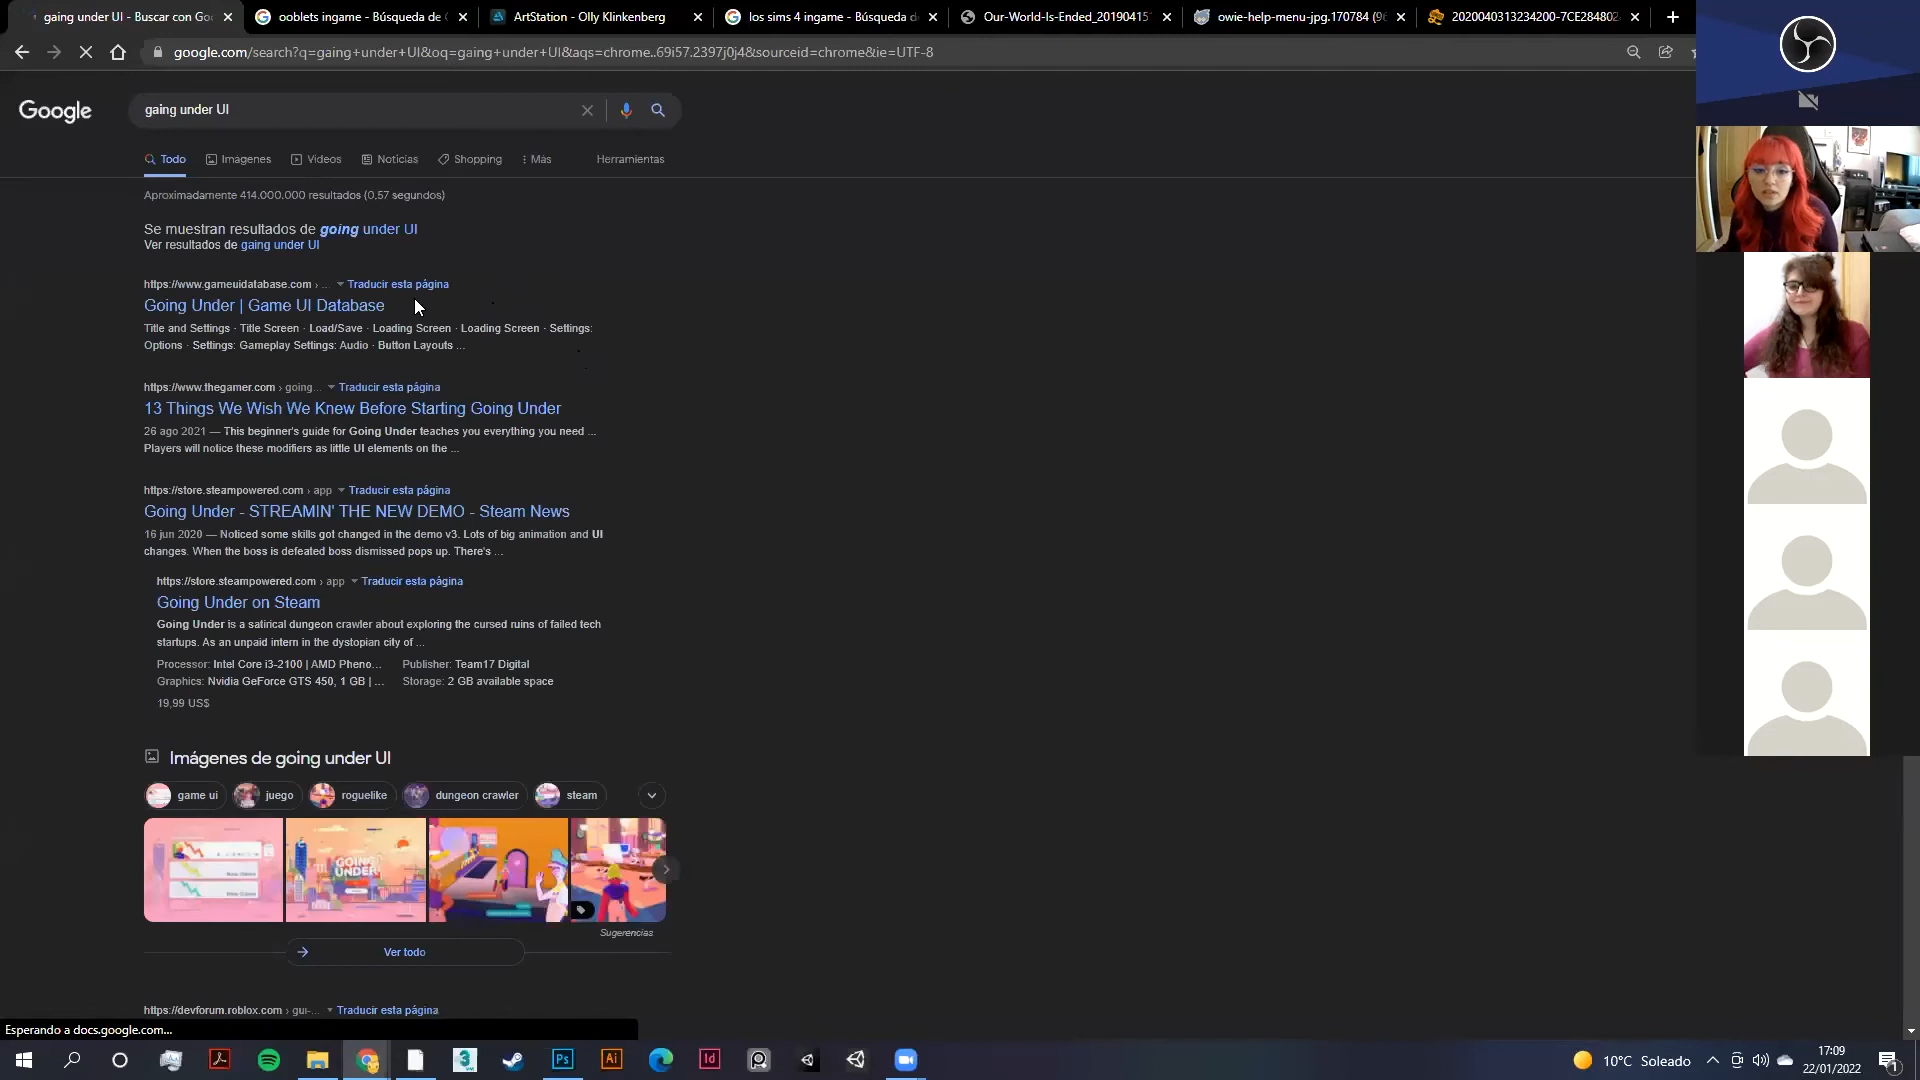 gaing under UI - Buscar con Go
ooblets ingame - Búsqueda de
ArtStation - Olly Klinkenberg
los sims 4 ingame - Búsqueda d
Our-World-Is-Ended_20190415
owie-help-menu-jpg.170784 (9
2020040313234200-7CE284802
google.com/search?q=gaing+under+UI&oq=gaing+under+UI&aqs=chrome..69i57.2397j0j4&sourceid=chrome&ie=UTF-8
Google
gaing under UI
Todo
Imágenes
Vídeos
Noticias
Shopping
Más
Herramientas
Aproximadamente 414.000.000 resultados (0,57 segundos)
Se muestran resultados de going under UI
Ver resultados de gaing under UI
https://www.gameuidatabase.com › ... Traducir esta página
Going Under | Game UI Database
Title and Settings · Title Screen · Load/Save · Loading Screen · Loading Screen · Settings:
Options · Settings: Gameplay Settings: Audio · Button Layouts ...
https://www.thegamer.com › going... Traducir esta página
13 Things We Wish We Knew Before Starting Going Under
26 ago 2021 — This beginner's guide for Going Under teaches you everything you need ...
Players will notice these modifiers as little UI elements on the ...
https://store.steampowered.com › app Traducir esta página
Going Under - STREAMIN' THE NEW DEMO - Steam News
16 jun 2020 — Noticed some skills got changed in the demo v3. Lots of big animation and UI
changes. When the boss is defeated boss dismissed pops up. There's ...
https://store.steampowered.com › app Traducir esta página
Going Under on Steam
Going Under is a satirical dungeon crawler about exploring the cursed ruins of failed tech
startups. As an unpaid intern in the dystopian city of ...
Processor: Intel Core i3-2100 | AMD Pheno... Publisher: Team17 Digital
Graphics: Nvidia GeForce GTS 450, 1 GB | ... Storage: 2 GB available space
19,99 US$
Imágenes de going under UI
game ui
juego
roguelike
dungeon crawler
steam
GOING UNDER
Sugerencias
Ver todo
https://devforum.roblox.com › gui-... Traducir esta página
Esperando a docs.google.com...
3
Ps
Ai
Id
10°C Soleado
17:09
22/01/2022
1